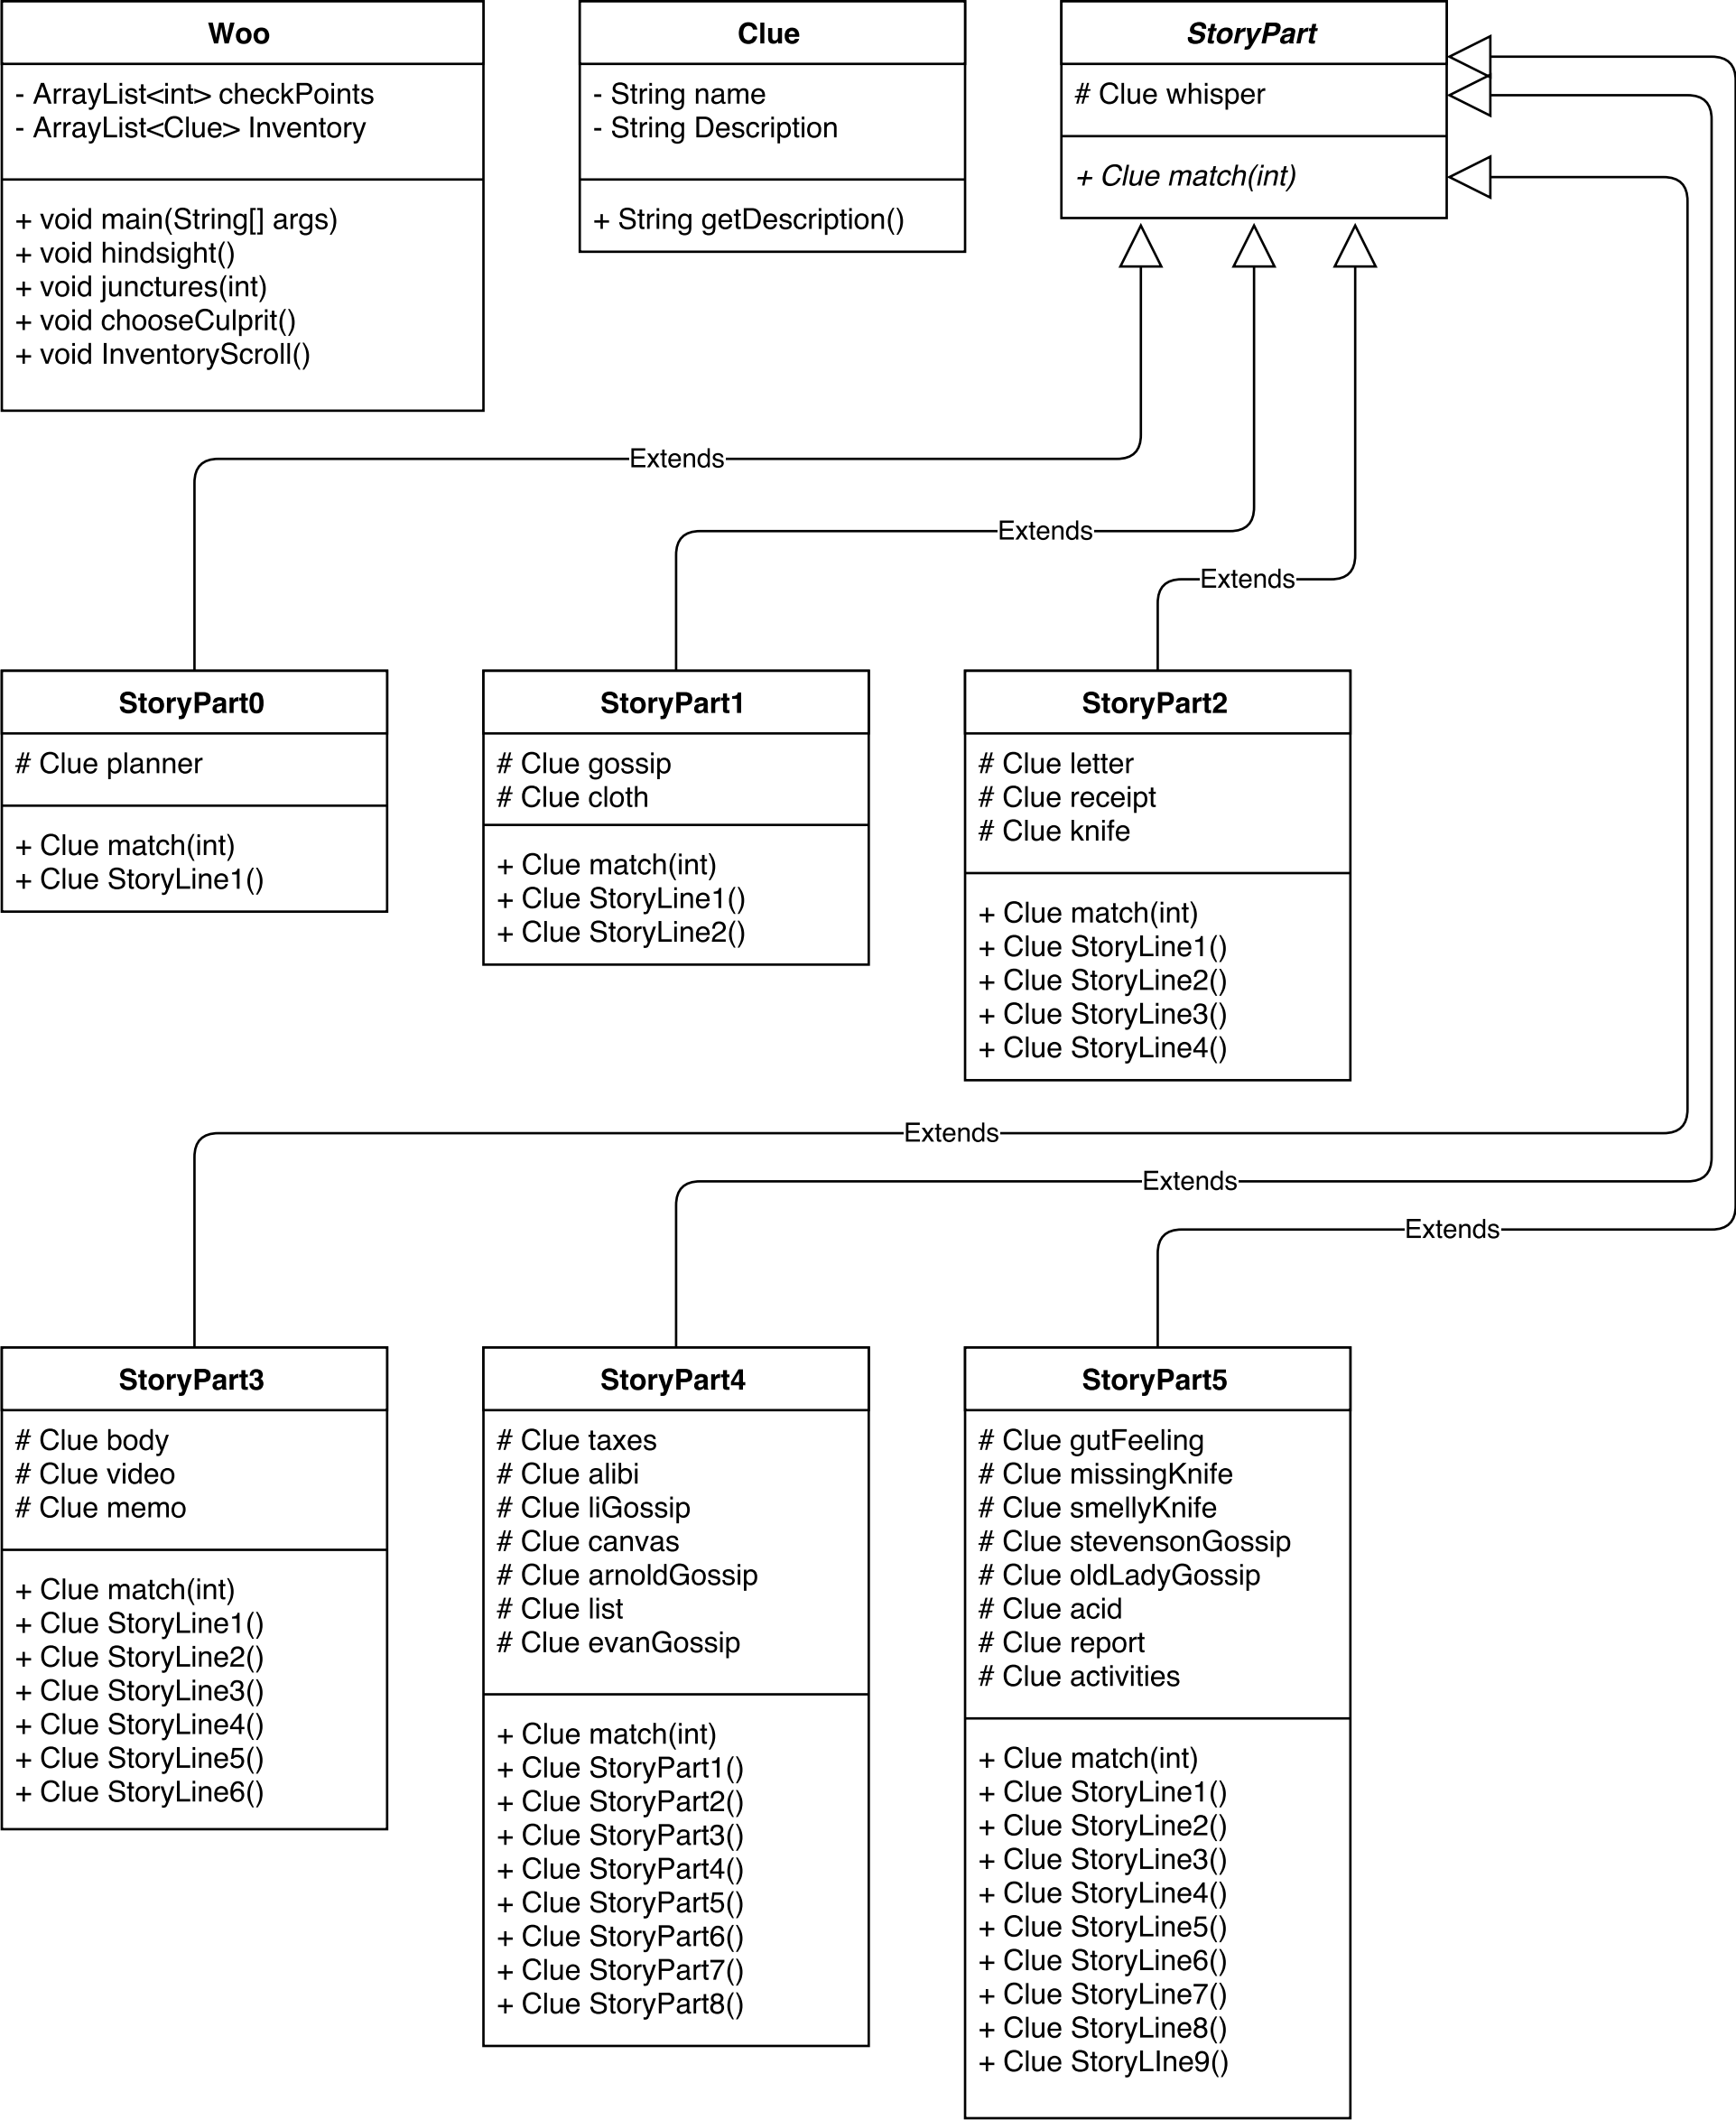 Woo
- ArrayList<int> checkPoints
- ArrayList<Clue> Inventory
+ void main(String[] args)
+ void hindsight()
+ void junctures(int)
+ void chooseCulprit()
+ void InventoryScroll()
Clue
- String name
- String Description
+ String getDescription()
StoryPart
# Clue whisper
+ Clue match(int)
Extends
Extends
Extends
StoryPart0
# Clue planner
+ Clue match(int)
+ Clue StoryLine1()
StoryPart1
# Clue gossip
# Clue cloth
+ Clue match(int)
+ Clue StoryLine1()
+ Clue StoryLine2()
StoryPart2
# Clue letter
# Clue receipt
# Clue knife
+ Clue match(int)
+ Clue StoryLine1()
+ Clue StoryLine2()
+ Clue StoryLine3()
+ Clue StoryLine4()
Extends
Extends
Extends
StoryPart3
# Clue body
# Clue video
# Clue memo
+ Clue match(int)
+ Clue StoryLine1()
+ Clue StoryLine2()
+ Clue StoryLine3()
+ Clue StoryLine4()
+ Clue StoryLine5()
+ Clue StoryLine6()
StoryPart4
# Clue taxes
# Clue alibi
# Clue liGossip
# Clue canvas
# Clue arnoldGossip
# Clue list
# Clue evanGossip
+ Clue match(int)
+ Clue StoryPart1()
+ Clue StoryPart2()
+ Clue StoryPart3()
+ Clue StoryPart4()
+ Clue StoryPart5()
+ Clue StoryPart6()
+ Clue StoryPart7()
+ Clue StoryPart8()
StoryPart5
# Clue gutFeeling
# Clue missingKnife
# Clue smellyKnife
# Clue stevensonGossip
# Clue oldLadyGossip
# Clue acid
# Clue report
# Clue activities
+ Clue match(int)
+ Clue StoryLine1()
+ Clue StoryLine2()
+ Clue StoryLine3()
+ Clue StoryLine4()
+ Clue StoryLine5()
+ Clue StoryLine6()
+ Clue StoryLine7()
+ Clue StoryLine8()
+ Clue StoryLIne9()